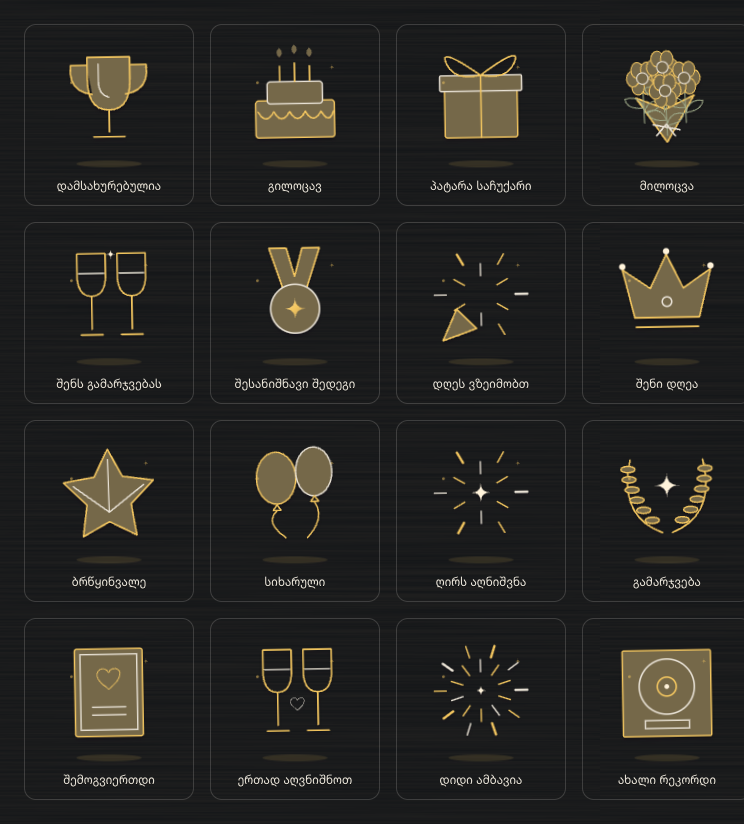 დამსახურებულია
გილოცავ
პატარა საჩუქარი
მილოცვა
შენს გამარჯვებას
შესანიშნავი შედეგი
დღეს ვზეიმობთ
შენი დღეა
ბრწყინვალე
სიხარული
ღირს აღნიშვნა
გამარჯვება
შემოგვიერთდი
ერთად აღვნიშნოთ
დიდი ამბავია
ახალი რეკორდი